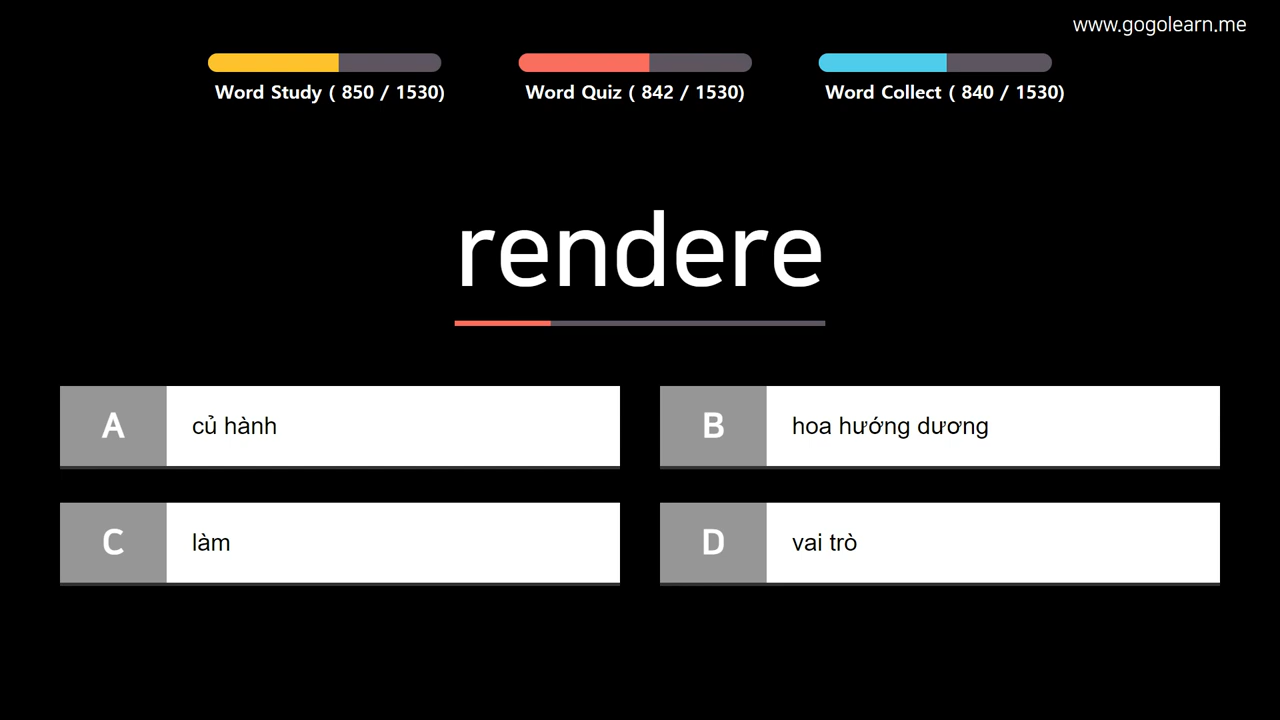 www.gogolearn.me
Word Study ( 850 / 1530)
Word Quiz ( 842 / 1530)
Word Collect ( 840 / 1530)
rendere
A củ hành
B hoa hướng dương
C làm
D vai trò